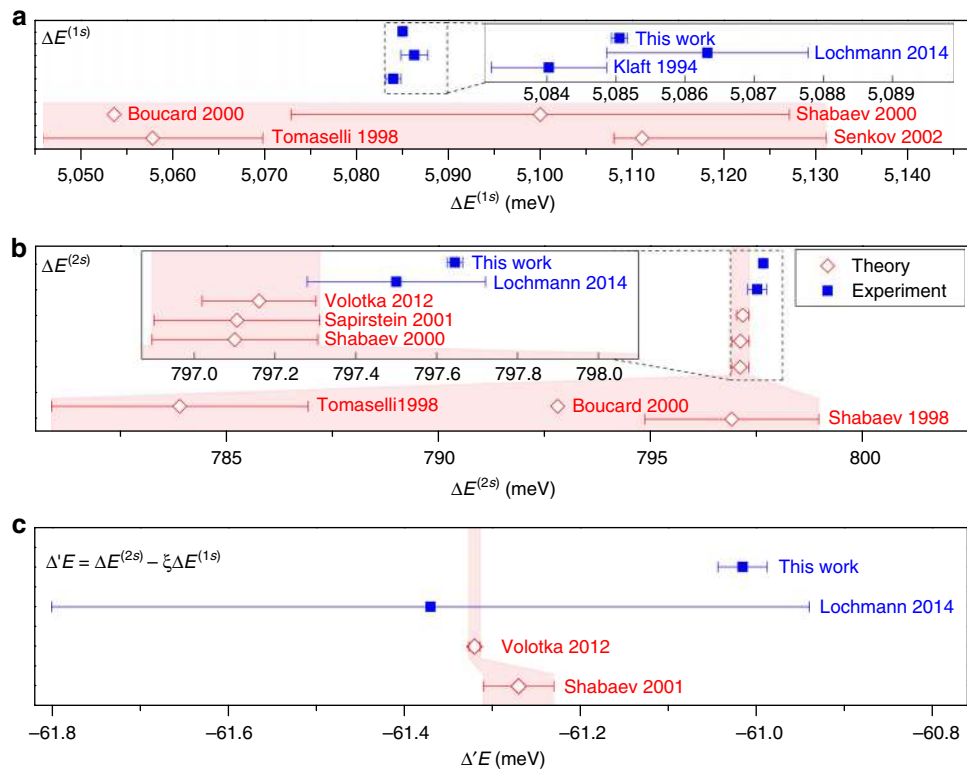 a
ΔE(1s)
This work
Lochmann 2014
Klaft 1994
5,084 5,085 5,086 5,087 5,088 5,089
Boucard 2000
Shabaev 2000
Tomaselli 1998
Senkov 2002
5,050 5,060 5,070 5,080 5,090 5,100 5,110 5,120 5,130 5,140
ΔE(1s) (meV)
b
ΔE(2s)
This work
Lochmann 2014
Volotka 2012
Sapirstein 2001
Shabaev 2000
797.0 797.2 797.4 797.6 797.8 798.0
Theory
Experiment
Tomaselli1998
Boucard 2000
Shabaev 1998
785 790 795 800
ΔE(2s) (meV)
c
Δ'E = ΔE(2s) – ξΔE(1s)
This work
Lochmann 2014
Volotka 2012
Shabaev 2001
–61.8 –61.6 –61.4 –61.2 –61.0 –60.8
Δ′E (meV)